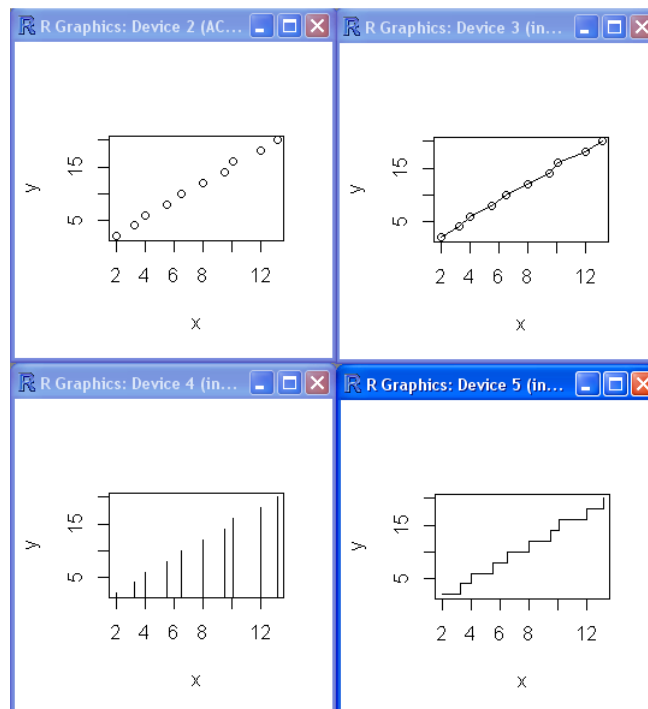 R Graphics: Device 2 (AC...
y
15
5
2 4 6 8 12
x
R Graphics: Device 3 (in...
y
15
5
2 4 6 8 12
x
R Graphics: Device 4 (in...
y
15
5
2 4 6 8 12
x
R Graphics: Device 5 (in...
y
15
5
2 4 6 8 12
x